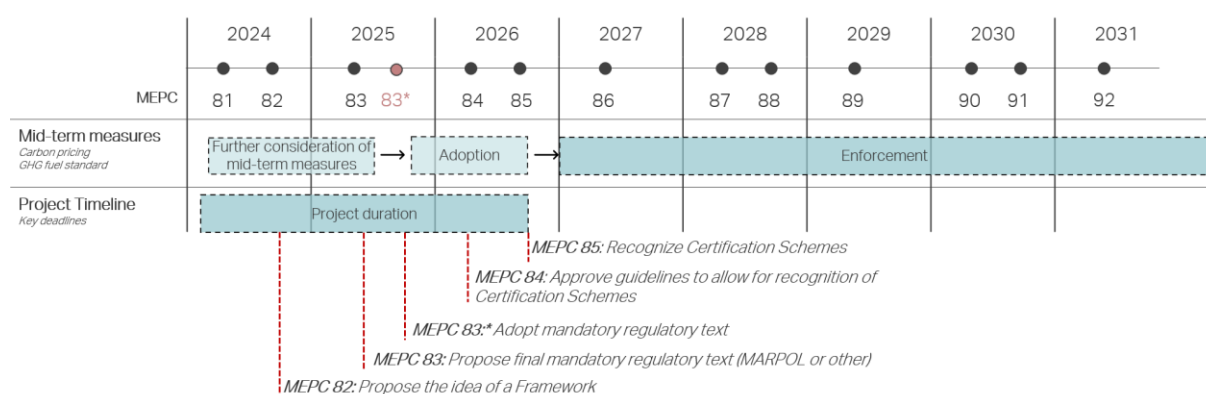 2024 2025 2026 2027 2028 2029 2030 2031
MEPC 81 82 83 83* 84 85 86 87 88 89 90 91 92
Mid-term measures
Carbon pricing
GHG fuel standard
Further consideration of
mid-term measures
Adoption
Enforcement
Project Timeline
Key deadlines
Project duration
MEPC 85: Recognize Certification Schemes
MEPC 84: Approve guidelines to allow for recognition of
Certification Schemes
MEPC 83:* Adopt mandatory regulatory text
MEPC 83: Propose final mandatory regulatory text (MARPOL or other)
MEPC 82: Propose the idea of a Framework